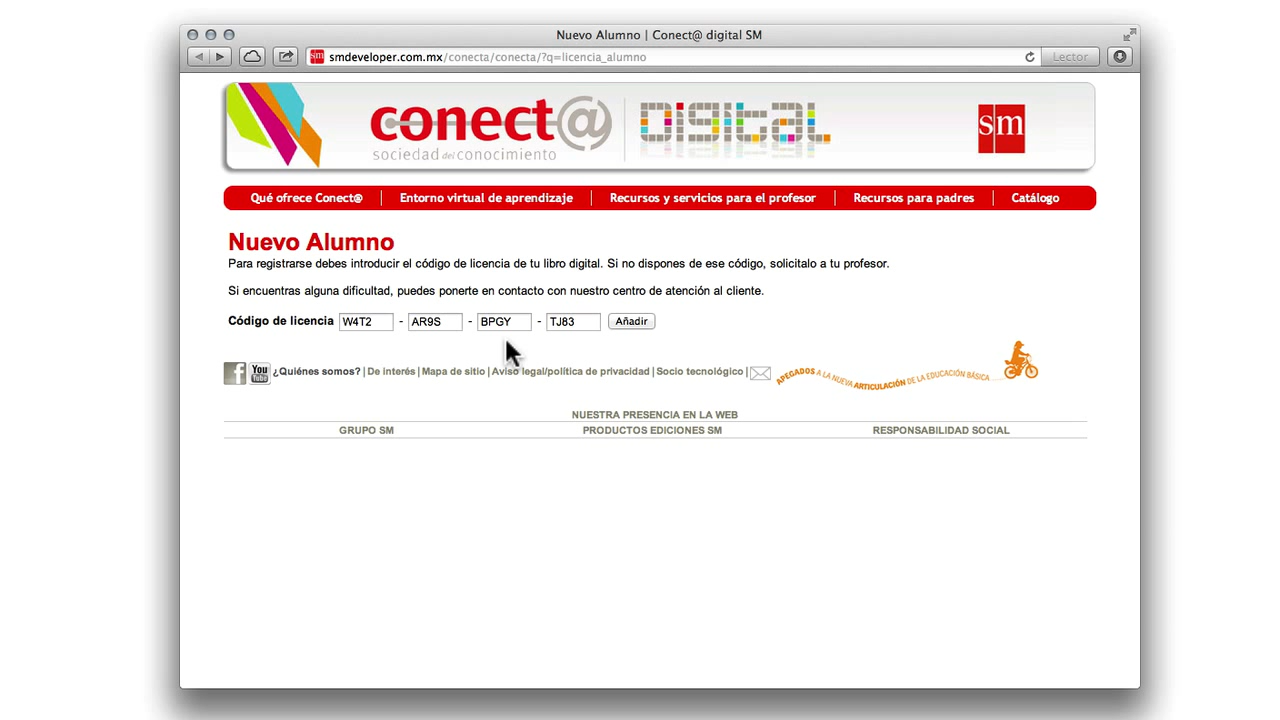 Nuevo Alumno | Conect@ digital SM
smdeveloper.com.mx/conecta/conecta/?q=licencia_alumno
Lector
conect@
sociedad del conocimiento
DIGITAL
sm
Qué ofrece Conect@
Entorno virtual de aprendizaje
Recursos y servicios para el profesor
Recursos para padres
Catálogo
Nuevo Alumno
Para registrarse debes introducir el código de licencia de tu libro digital. Si no dispones de ese código, solicitalo a tu profesor.
Si encuentras alguna dificultad, puedes ponerte en contacto con nuestro centro de atención al cliente.
Código de licencia W4T2 - AR9S - BPGY - TJ83 Añadir
You Tube
¿Quiénes somos? | De interés | Mapa de sitio | Aviso legal/política de privacidad | Socio tecnológico |
APEGADOS A LA NUEVA ARTICULACIÓN DE LA EDUCACIÓN BÁSICA
NUESTRA PRESENCIA EN LA WEB
GRUPO SM
PRODUCTOS EDICIONES SM
RESPONSABILIDAD SOCIAL